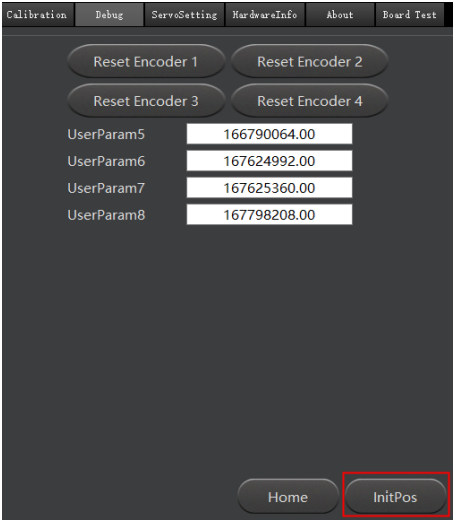 Calibration Debug ServoSetting HardwareInfo About Board Test
Reset Encoder 1 Reset Encoder 2
Reset Encoder 3 Reset Encoder 4
UserParam5 166790064.00
UserParam6 167624992.00
UserParam7 167625360.00
UserParam8 167798208.00
Home InitPos